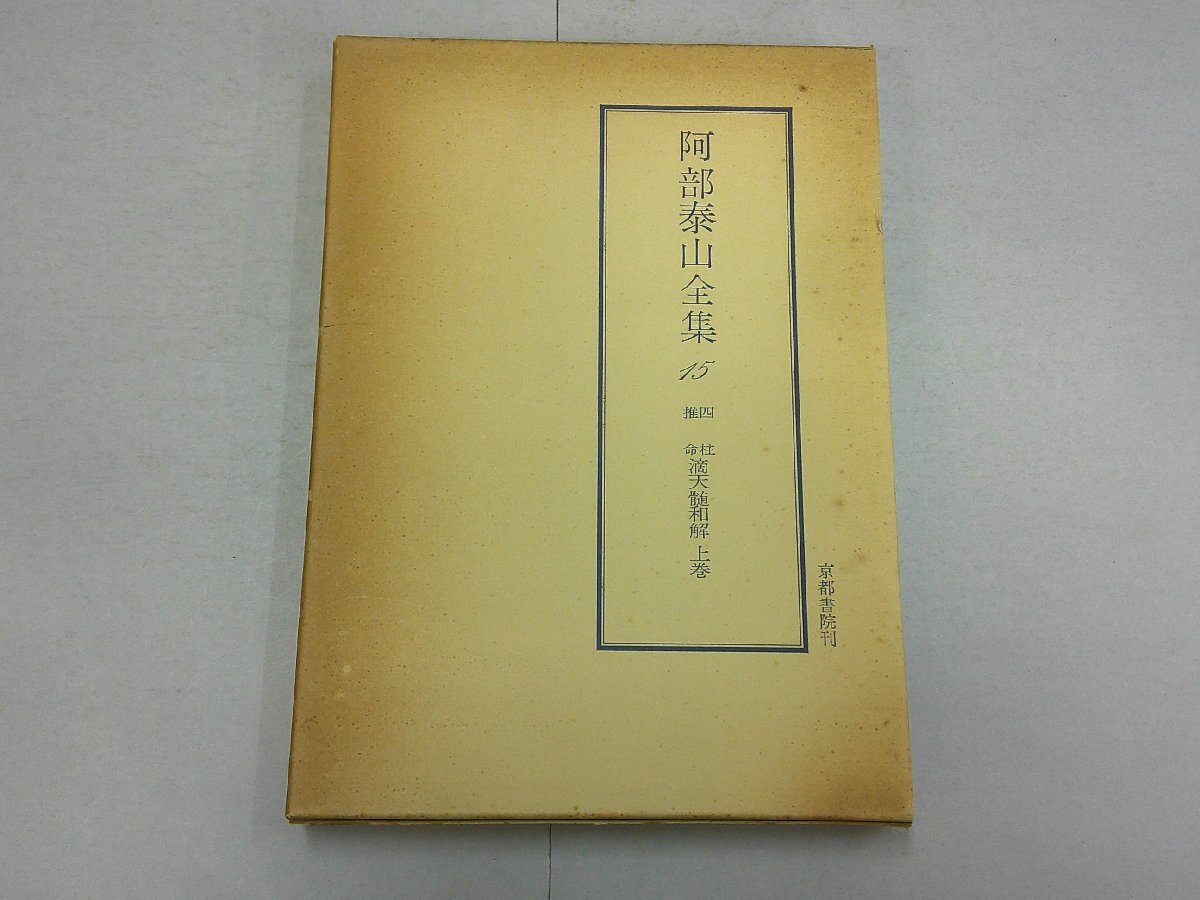 阿部泰山全集
15
四柱
推命
滴天髄和解 上巻
京都書院刊